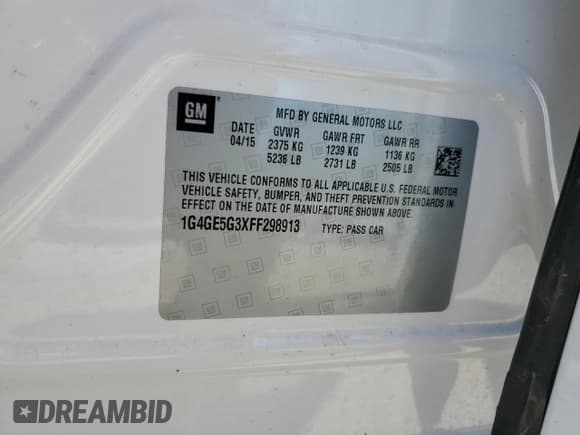 GM ®
MFD BY GENERAL MOTORS LLC
DATE GVWR GAWR FRT GAWR RR
04/15 2375 KG 1239 KG 1136 KG
5236 LB 2731 LB 2505 LB
THIS VEHICLE CONFORMS TO ALL APPLICABLE U.S. FEDERAL MOTOR
VEHICLE SAFETY, BUMPER, AND THEFT PREVENTION STANDARDS IN
EFFECT ON THE DATE OF MANUFACTURE SHOWN ABOVE.
1G4GE5G3XFF298913 TYPE: PASS CAR
DREAMBID